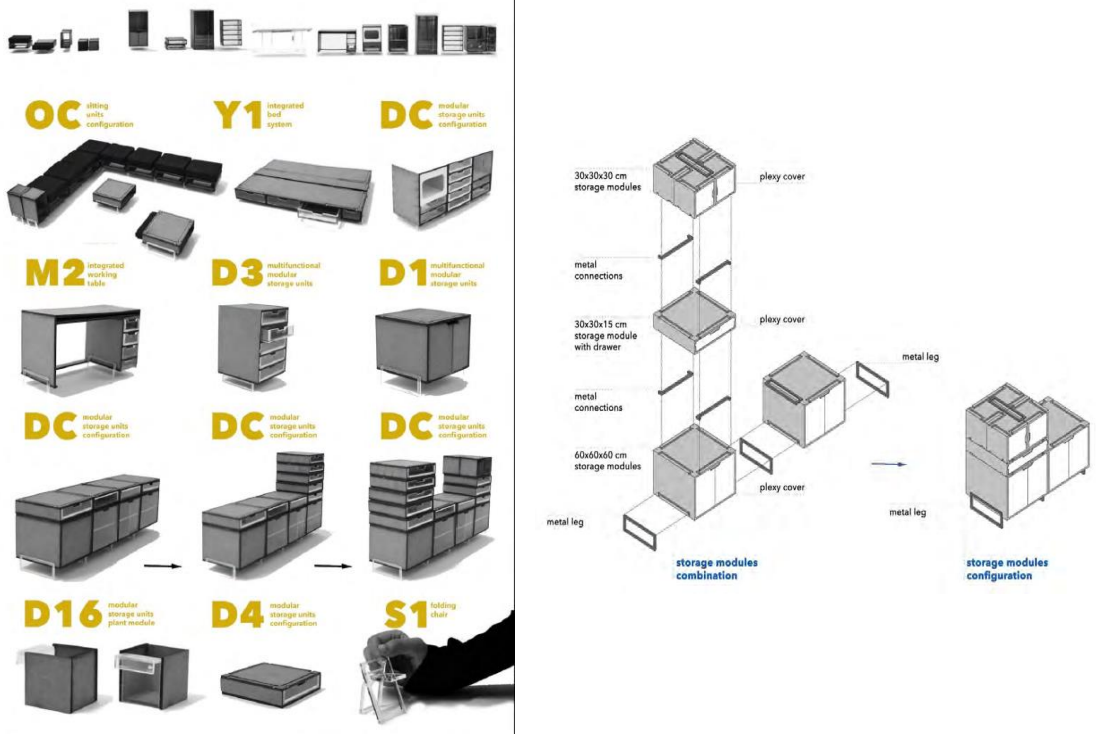 OC
sitting
units
configuration
Y1
integrated
bed
system
DC
modular
storage units
configuration
M2
integrated
working
table
D3
multifunctional
modular
storage units
D1
multifunctional
modular
storage units
DC
modular
storage units
configuration
DC
modular
storage units
configuration
DC
modular
storage units
configuration
D16
modular
storage units
plant module
D4
modular
storage units
configuration
S1
folding
chair
30x30x30 cm
storage modules
plexy cover
metal
connections
30x30x15 cm
storage module
with drawer
plexy cover
metal leg
metal
connections
60x60x60 cm
storage modules
plexy cover
metal leg
metal leg
storage modules
combination
storage modules
configuration